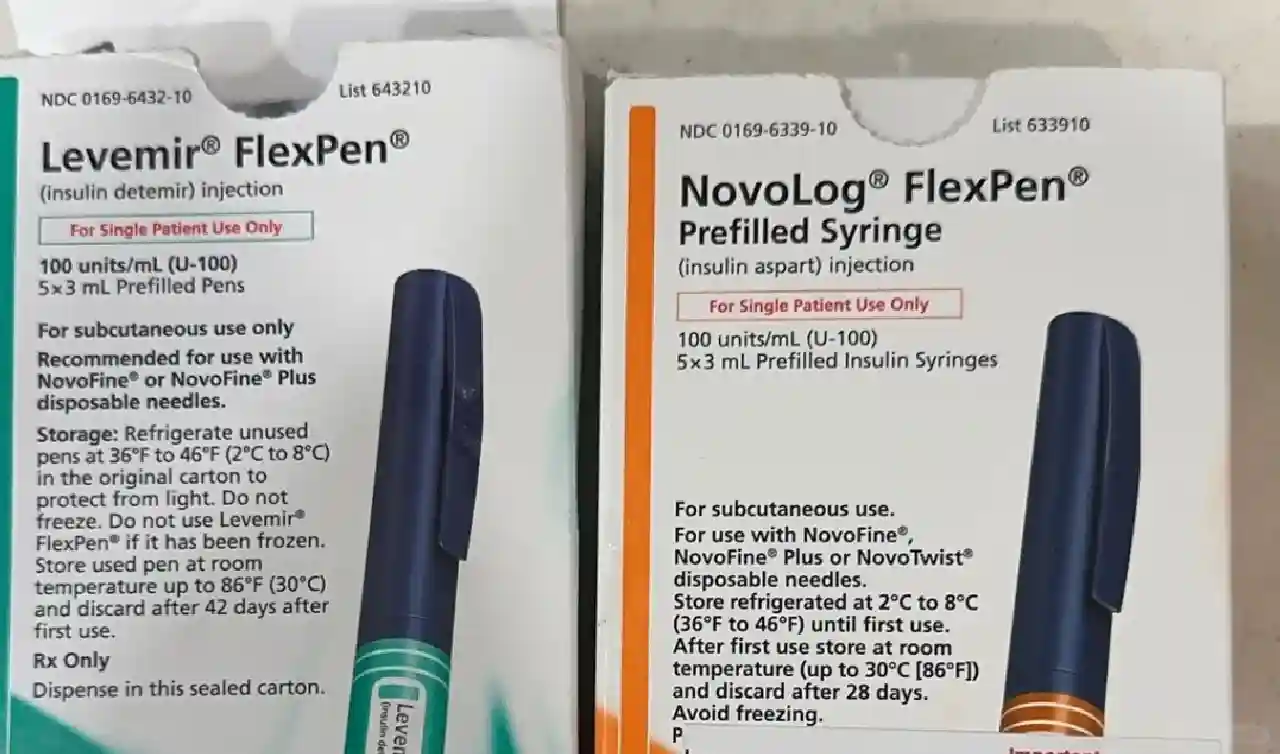 NDC 0169-6432-10
List 643210
Levemir® FlexPen®
(insulin detemir) injection
For Single Patient Use Only
100 units/mL (U-100)
5×3 mL Prefilled Pens
For subcutaneous use only
Recommended for use with
NovoFine® or NovoFine® Plus
disposable needles.
Storage: Refrigerate unused
pens at 36°F to 46°F (2°C to 8°C)
in the original carton to
protect from light. Do not
freeze. Do not use Levemir®
FlexPen® if it has been frozen.
Store used pen at room
temperature up to 86°F (30°C)
and discard after 42 days after
first use.
Rx Only
Dispense in this sealed carton.
NDC 0169-6339-10
List 633910
NovoLog® FlexPen®
Prefilled Syringe
(insulin aspart) injection
For Single Patient Use Only
100 units/mL (U-100)
5×3 mL Prefilled Insulin Syringes
For subcutaneous use.
For use with NovoFine®,
NovoFine® Plus or NovoTwist®
disposable needles.
Store refrigerated at 2°C to 8°C
(36°F to 46°F) until first use.
After first use store at room
temperature (up to 30°C [86°F])
and discard after 28 days.
Avoid freezing.
P
Important